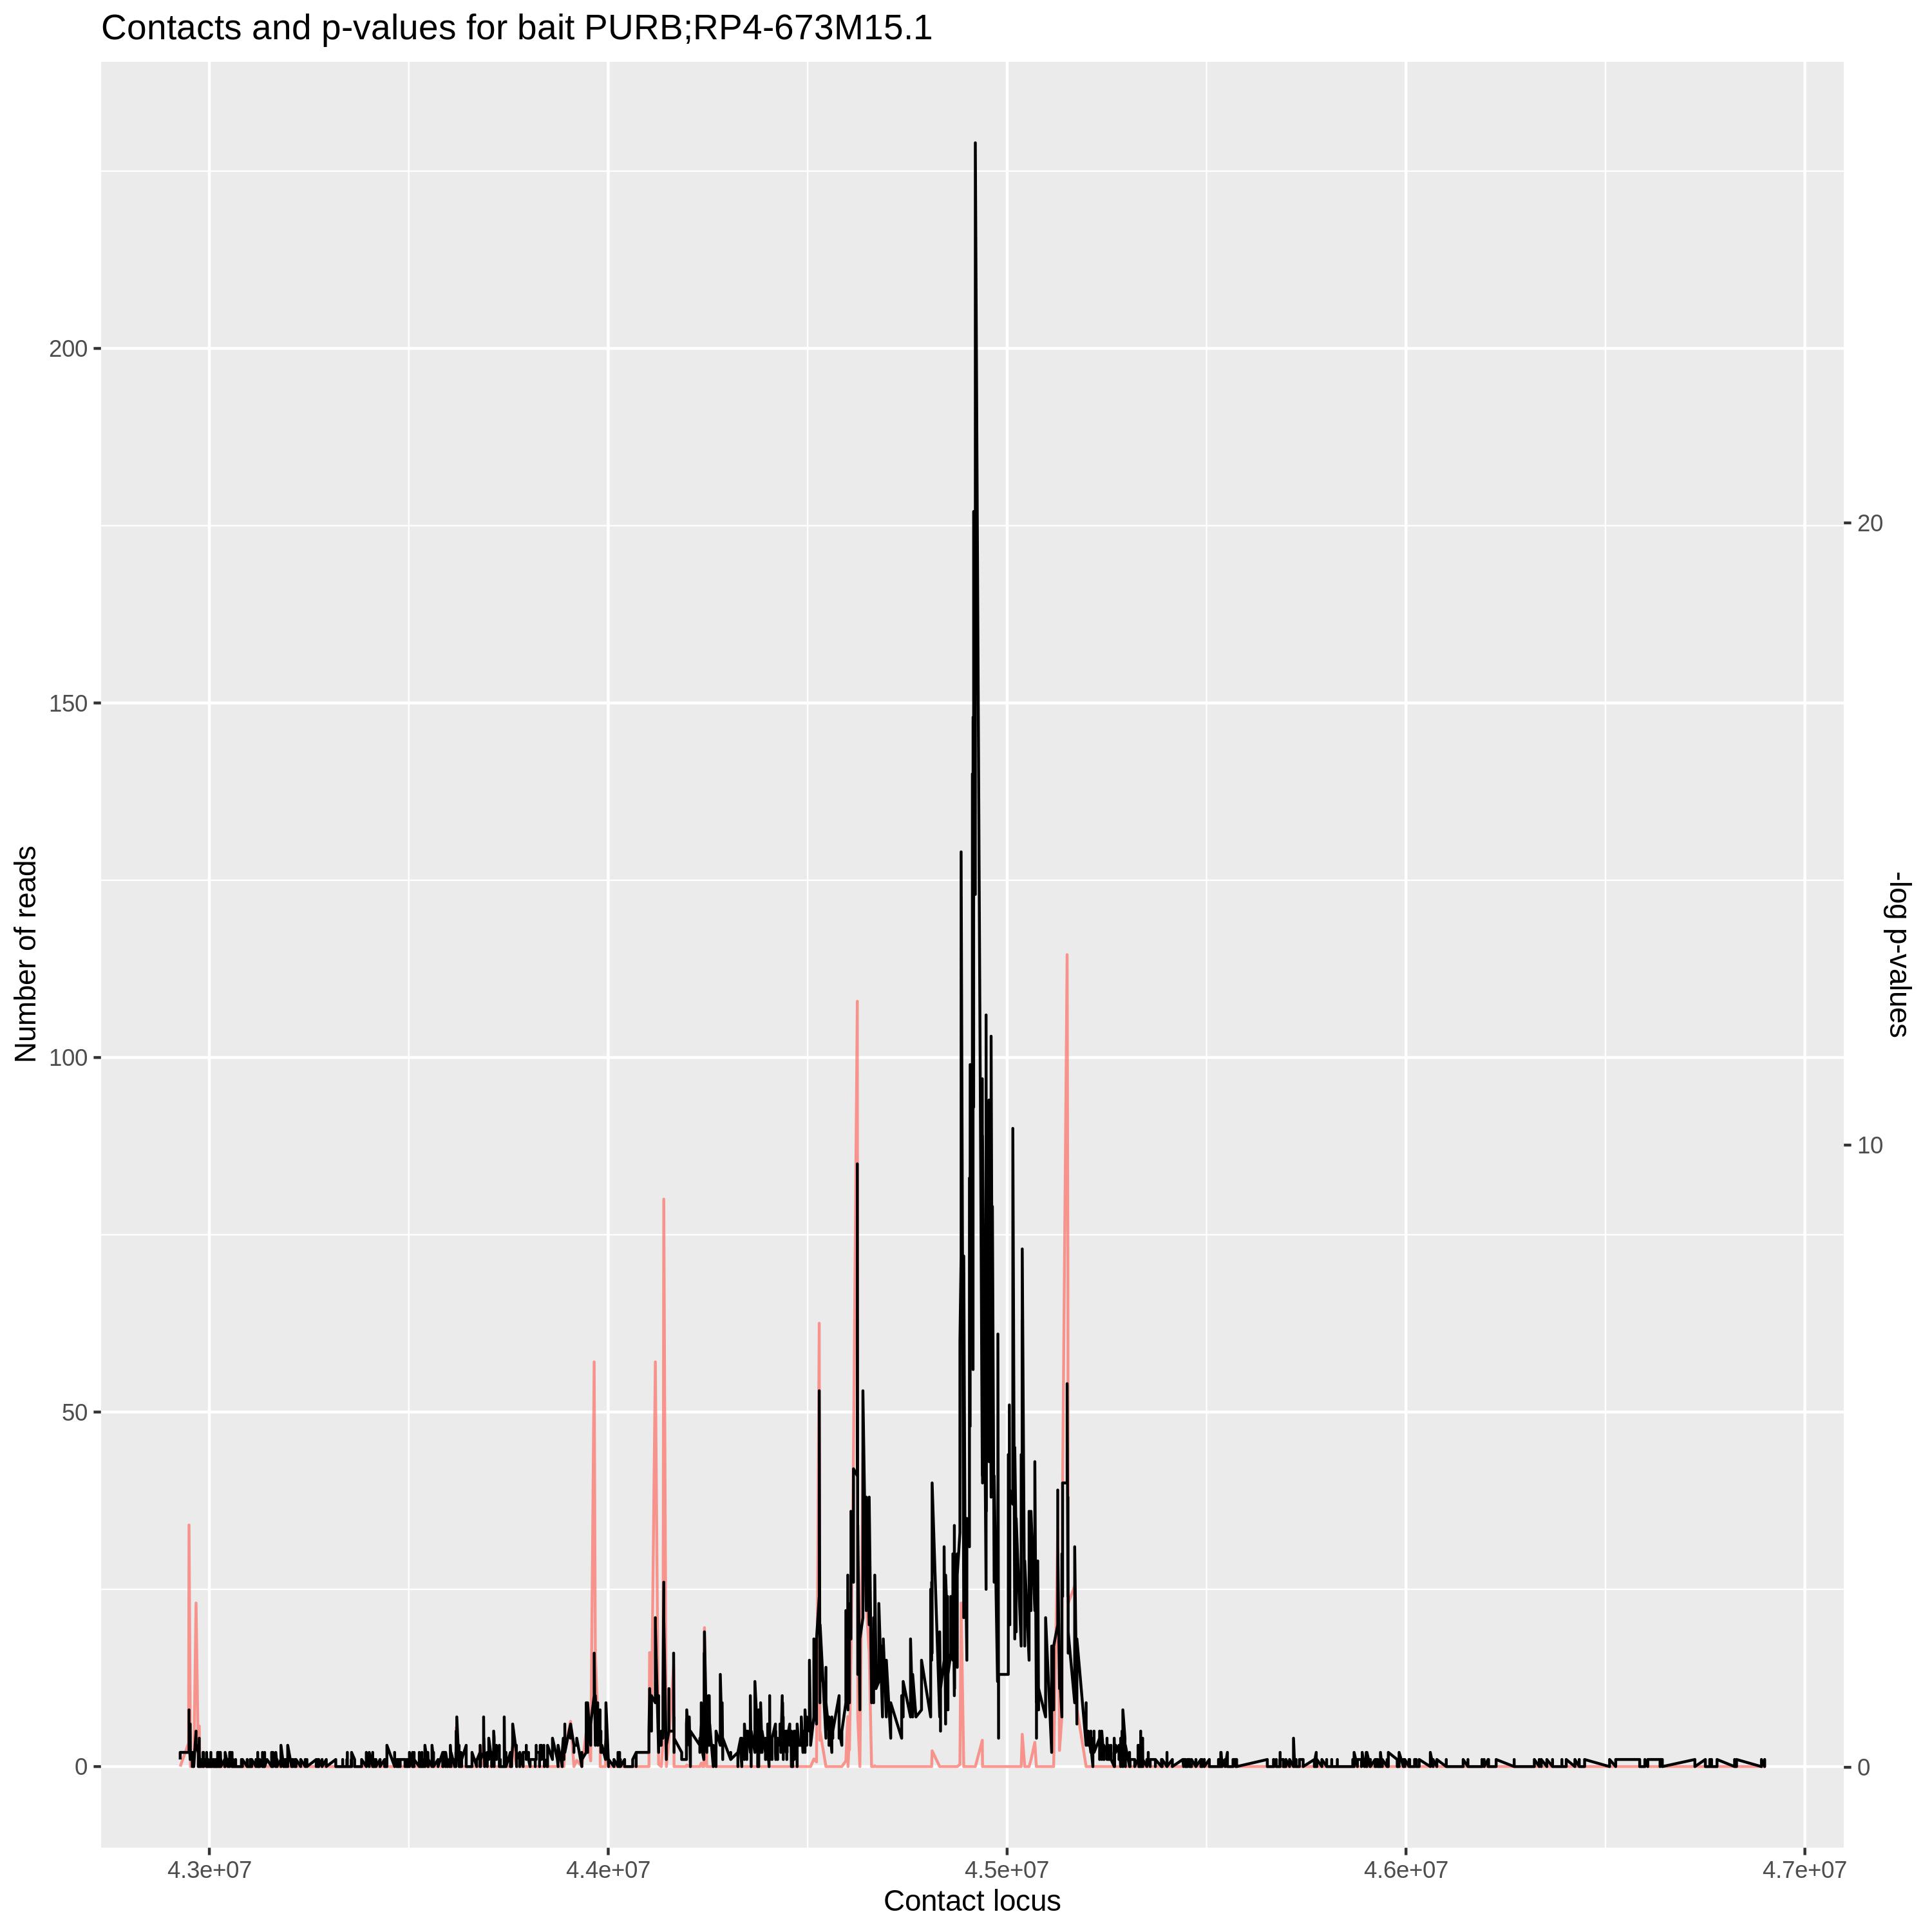 Contacts and p-values for bait PURB;RP4-673M15.1
Number of reads
200
150
100
50
0
20
10
0
-log p-values
4.3e+07
4.4e+07
4.5e+07
4.6e+07
4.7e+07
Contact locus